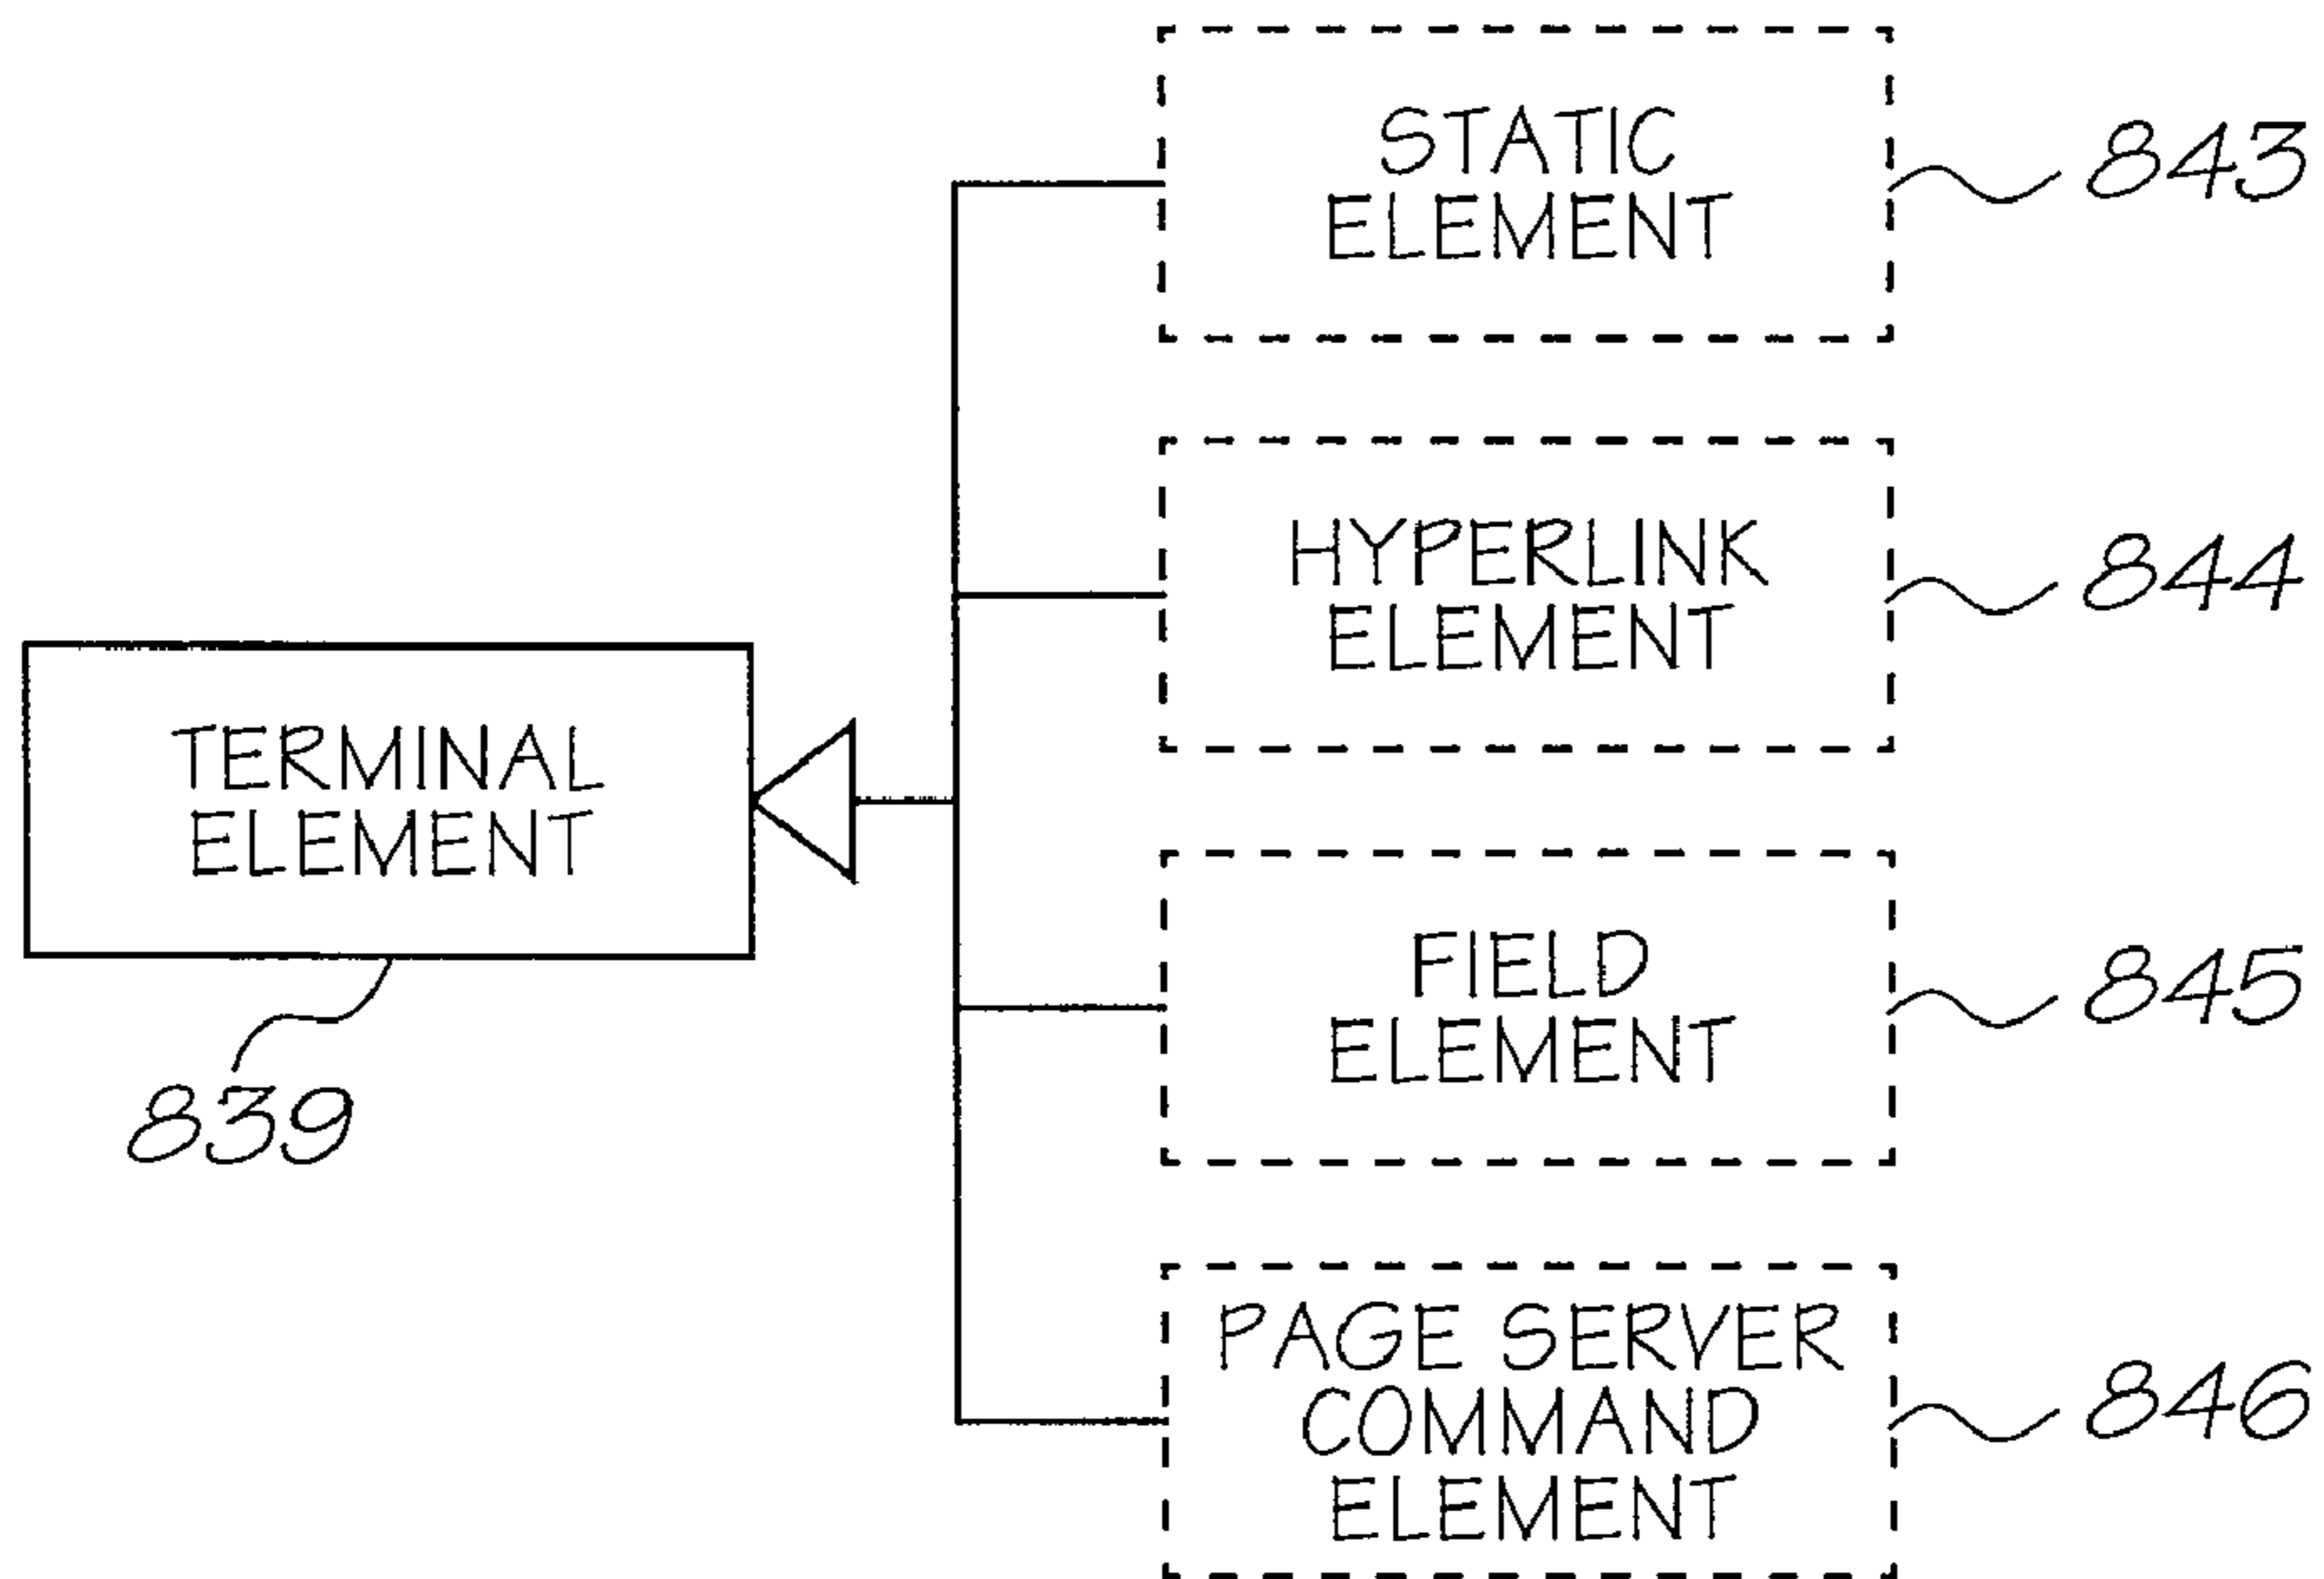 STATIC
ELEMENT
843
HYPERLINK
ELEMENT
844
TERMINAL
ELEMENT
839
FIELD
ELEMENT
845
PAGE SERVER
COMMAND
ELEMENT
846